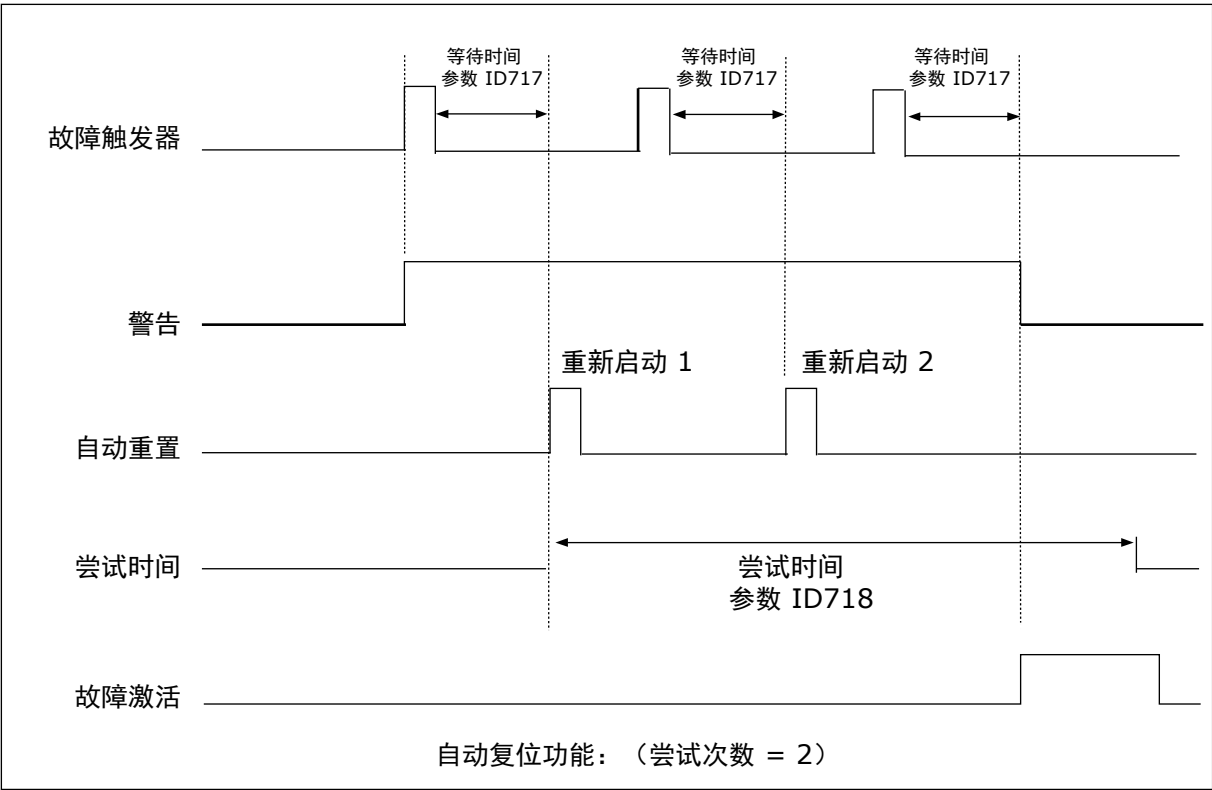 等待时间
参数 ID717
等待时间
参数 ID717
等待时间
参数 ID717
故障触发器
警告
重新启动 1
重新启动 2
自动重置
尝试时间
尝试时间
参数 ID718
故障激活
自动复位功能：（尝试次数 = 2）